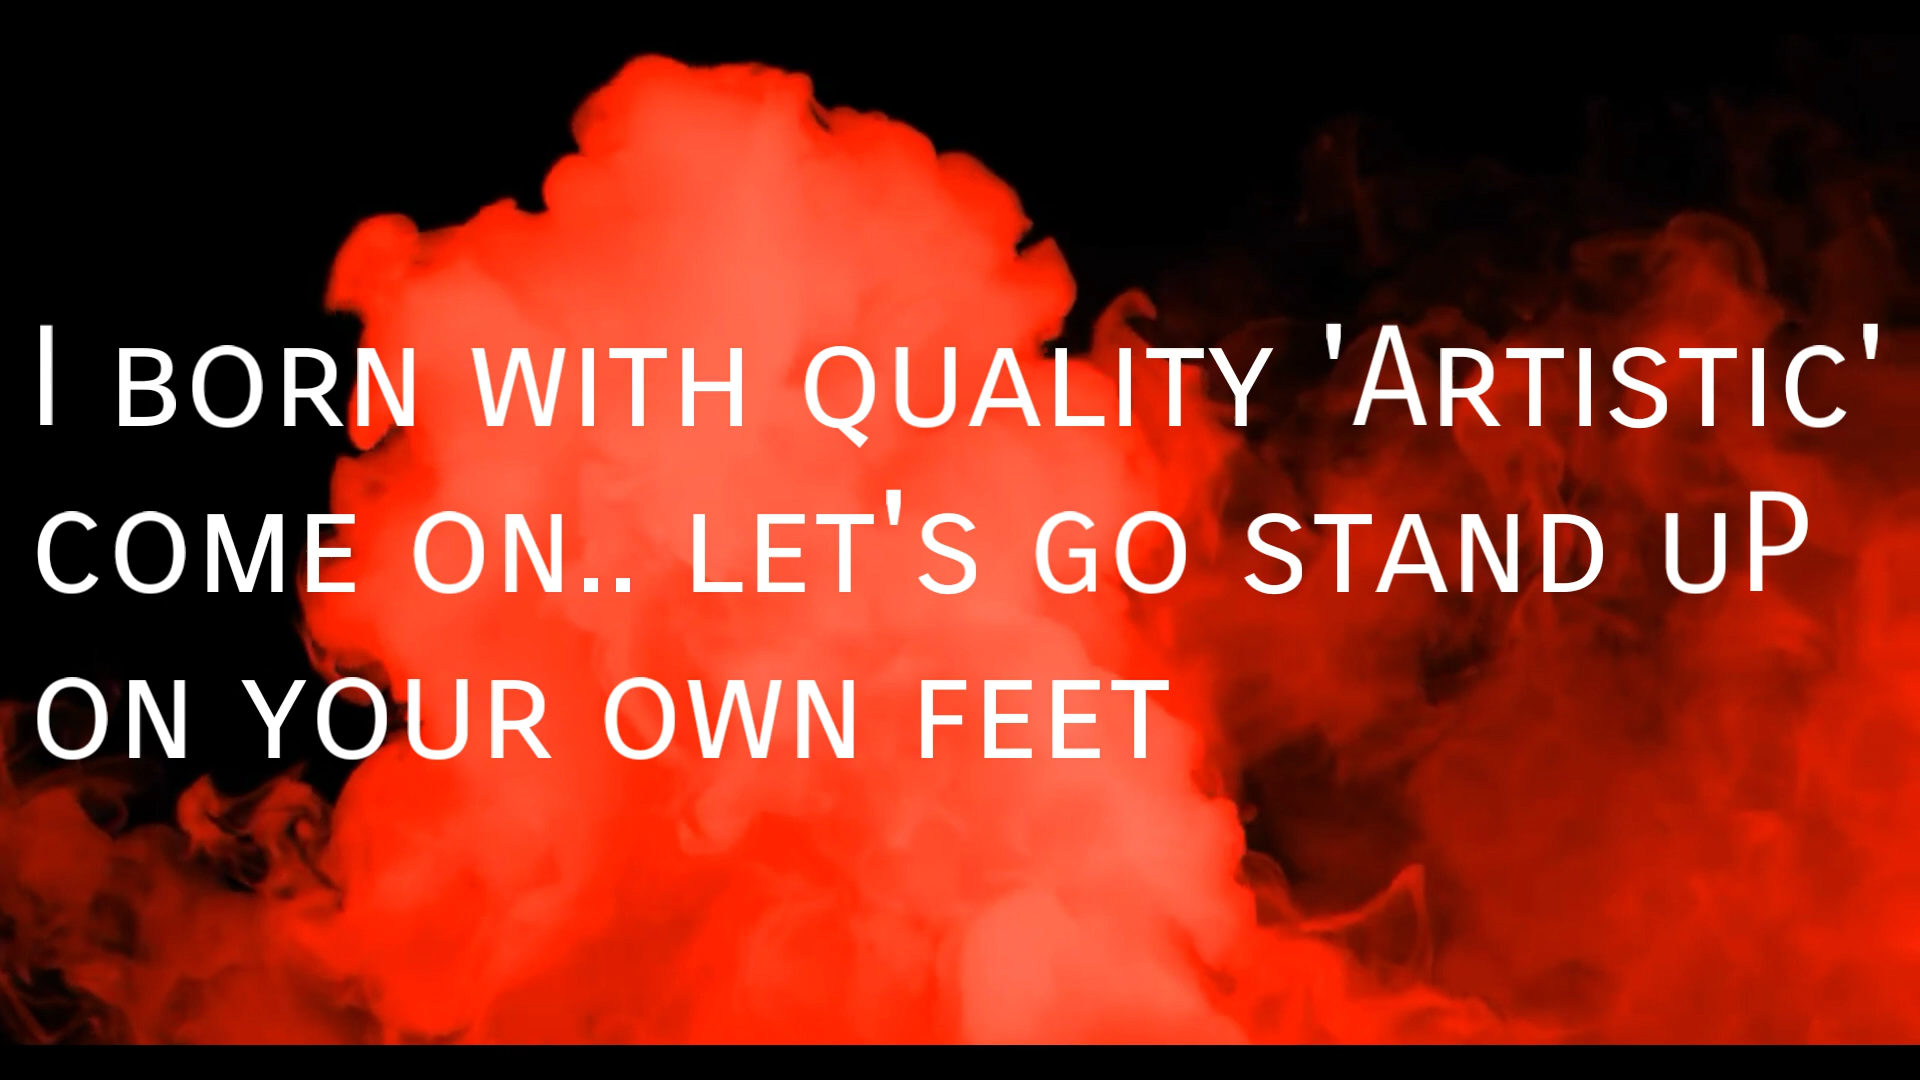 I born with quality 'Artistic'
come on.. let's go stand uP
on your own feet